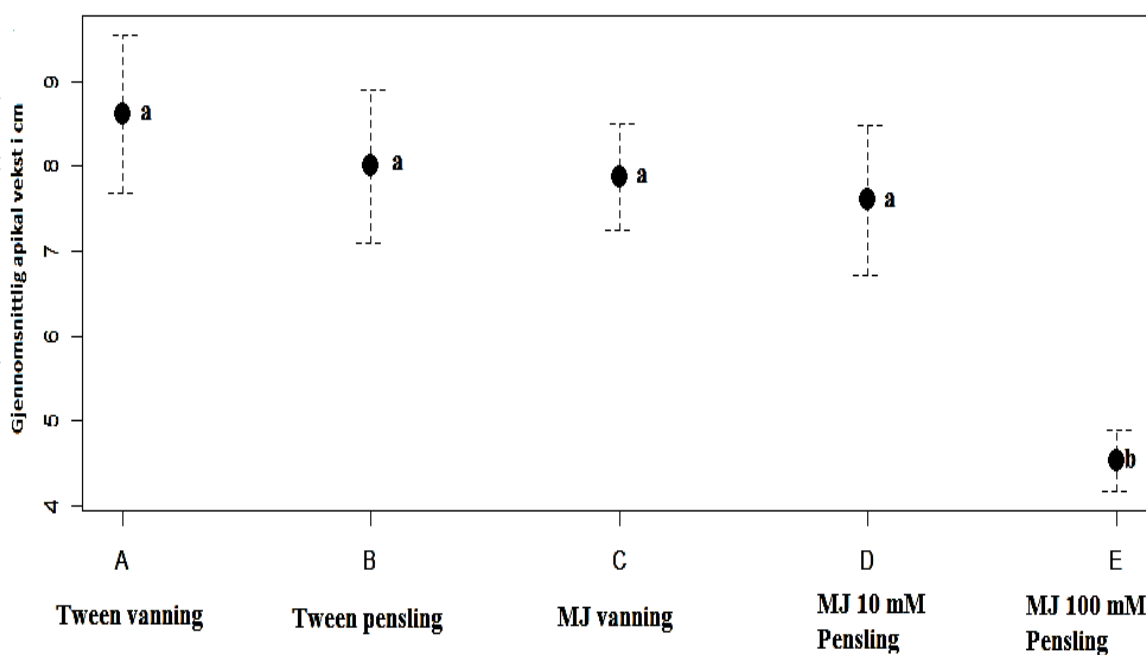 Gjennomsnittlig apikal vekst i cm
9
8
7
6
5
4
a
a
a
a
b
A
B
C
D
E
Tween vanning
Tween pensling
MJ vanning
MJ 10 mM
Pensling
MJ 100 mM
Pensling